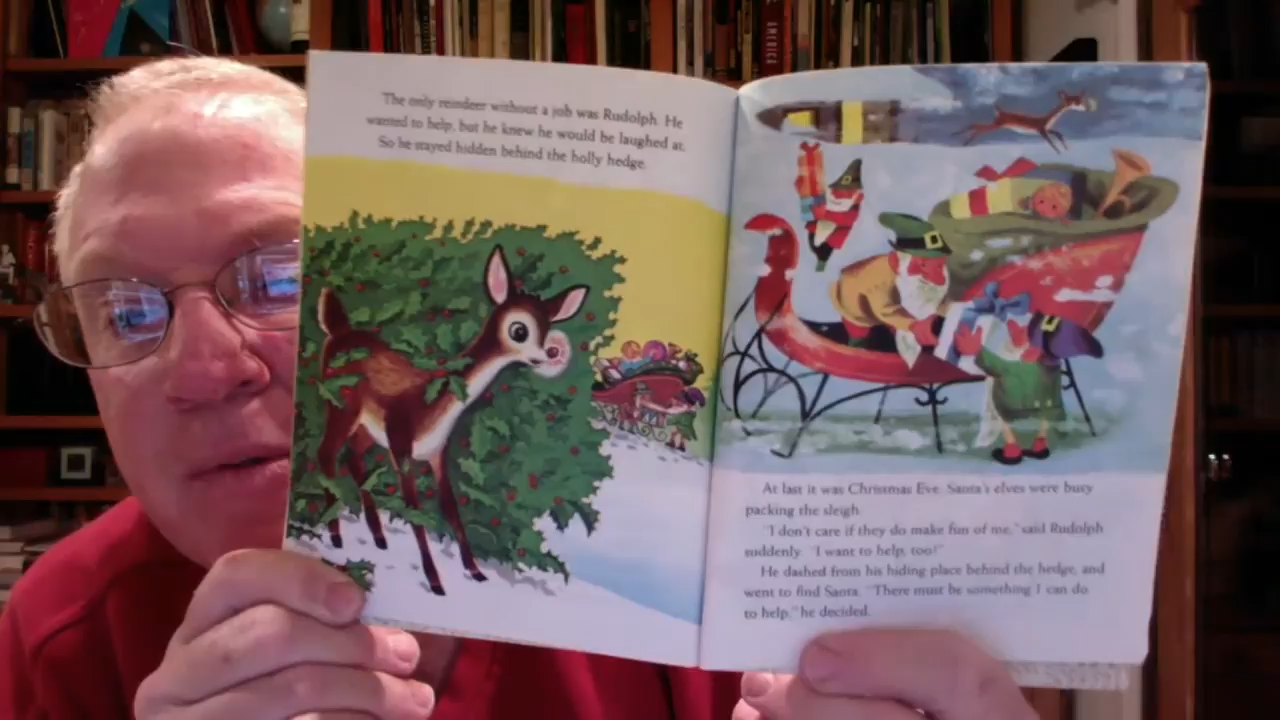 AMERICA
The only reindeer without a job was Rudolph. He
wanted to help, but he knew he would be laughed at.
So he stayed hidden behind the holly hedge.
At last it was Christmas Eve. Santa's elves were busy
packing the sleigh.
"I don't care if they do make fun of me," said Rudolph
suddenly. "I want to help, too!"
He dashed from his hiding place behind the hedge, and
went to find Santa. "There must be something I can do
to help," he decided.